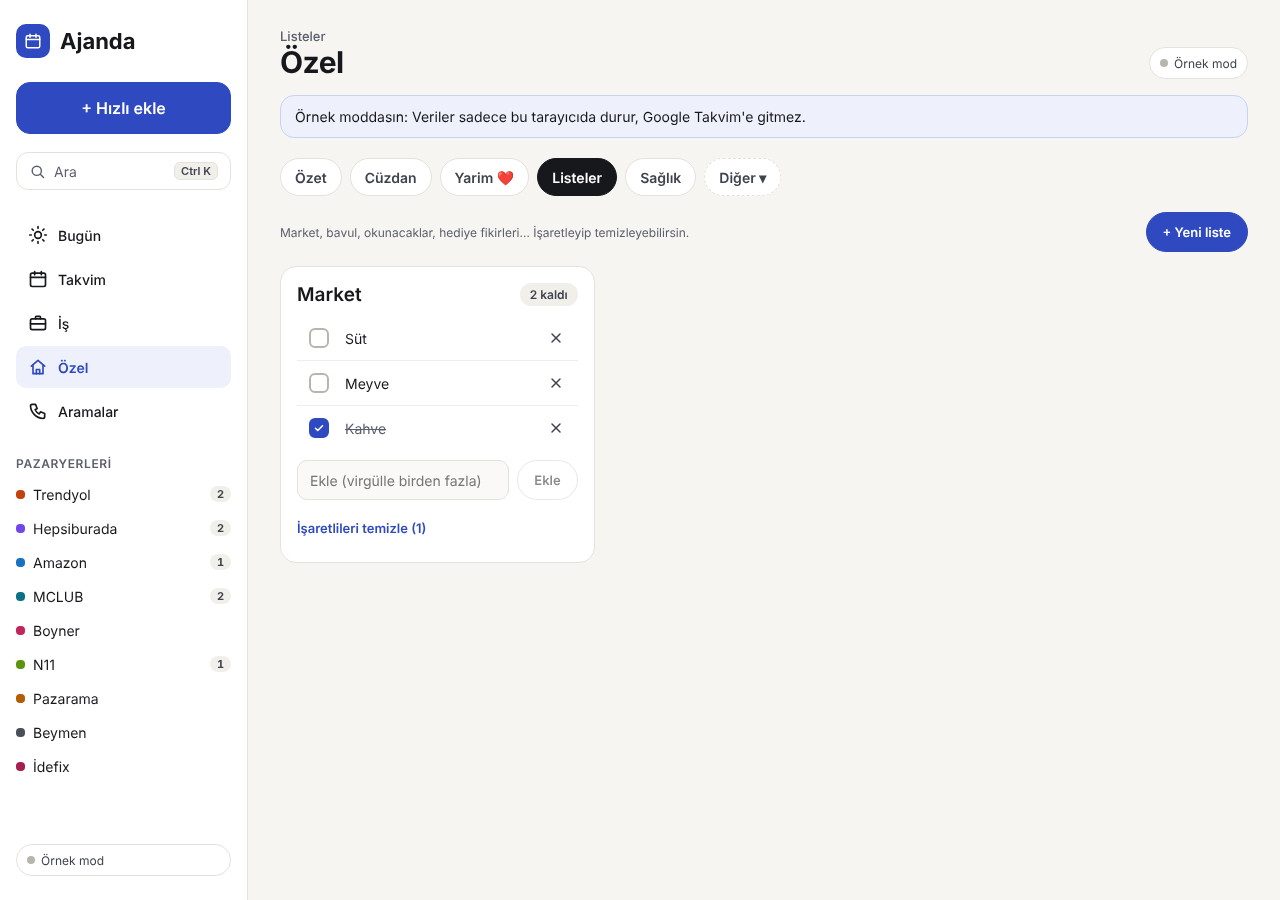 Ajanda
+ Hızlı ekle
Ara
Ctrl K
Bugün
Takvim
İş
Özel
Aramalar
PAZARYERLERİ
Trendyol 2
Hepsiburada 2
Amazon 1
MCLUB 2
Boyner
N11 1
Pazarama
Beymen
İdefix
Örnek mod
Listeler
Özel
Örnek mod
Örnek moddasın: Veriler sadece bu tarayıcıda durur, Google Takvim'e gitmez.
Özet Cüzdan Yarim ❤️ Listeler Sağlık Diğer ▾
Market, bavul, okunacaklar, hediye fikirleri... İşaretleyip temizleyebilirsin.
+ Yeni liste
Market 2 kaldı
Süt
Meyve
Kahve
Ekle (virgülle birden fazla) Ekle
İşaretlileri temizle (1)